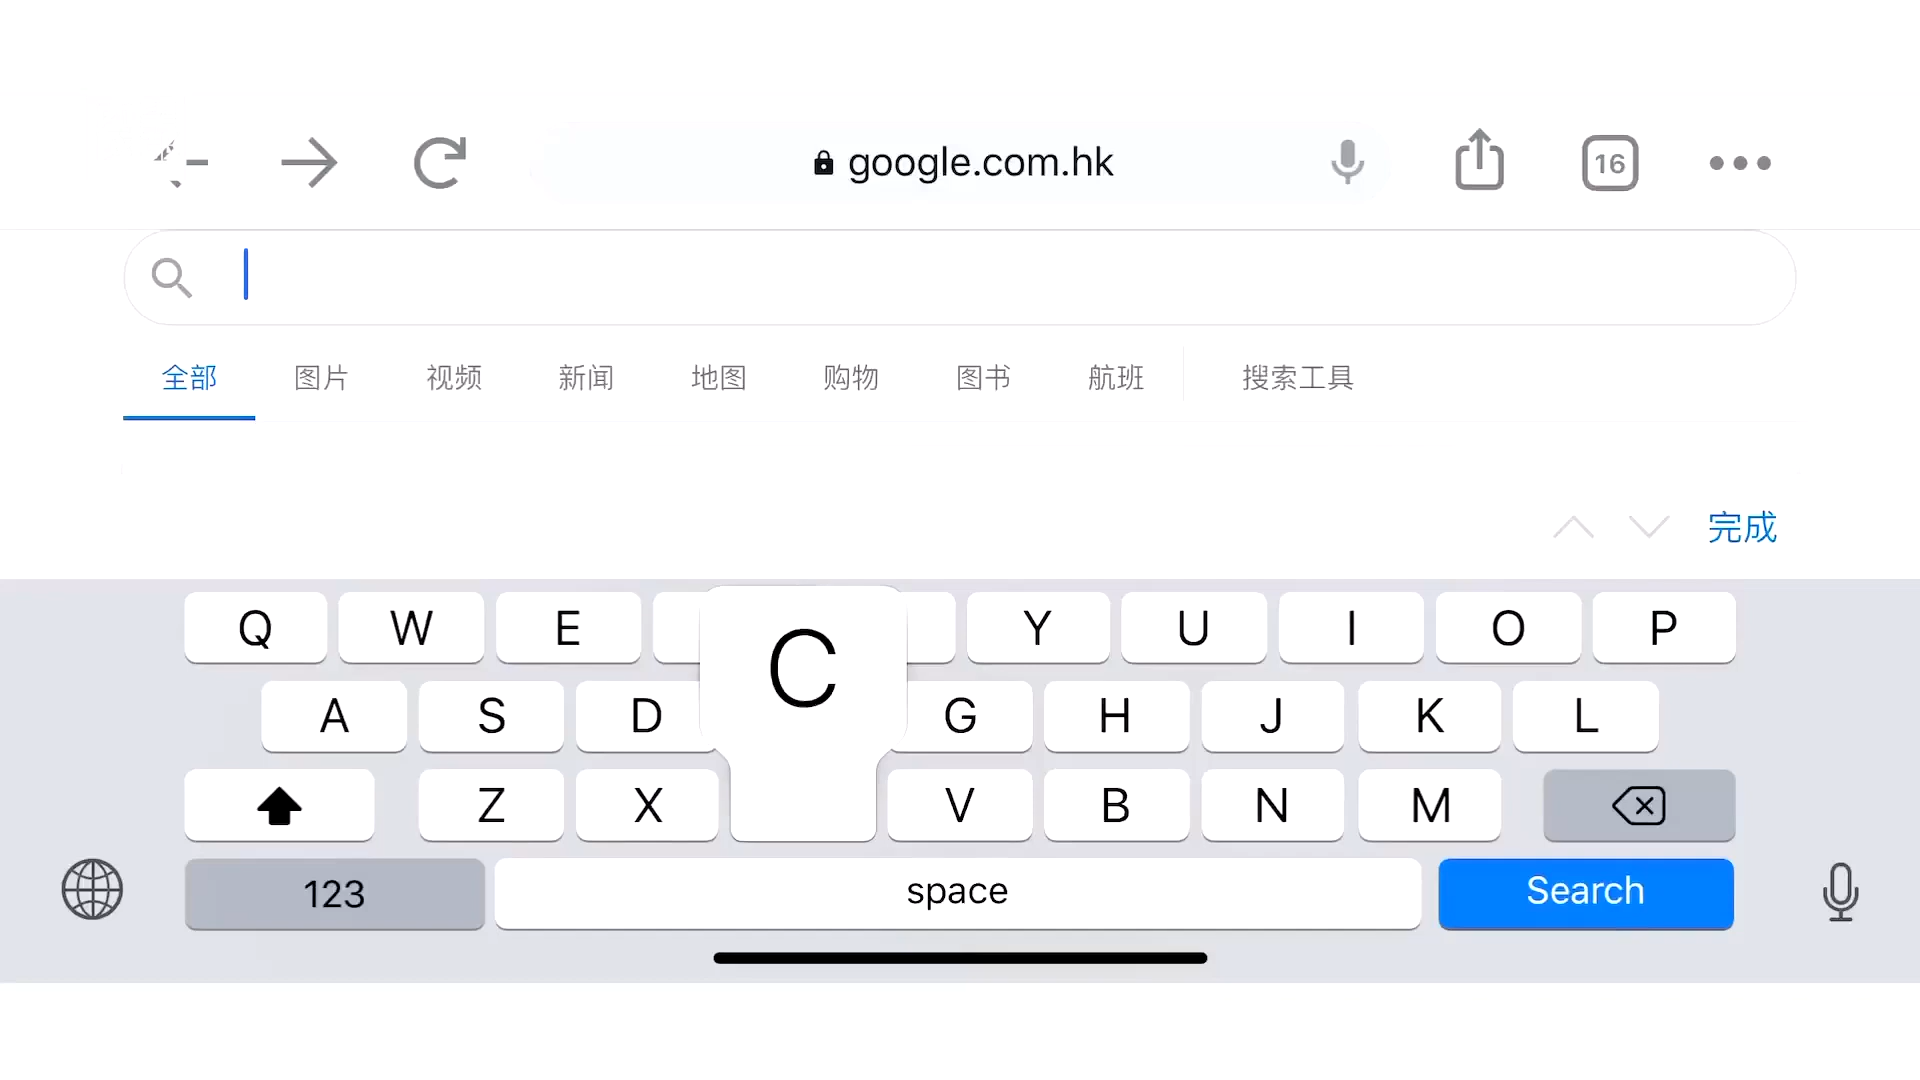 google.com.hk
16
全部 图片 视频 新闻 地图 购物 图书 航班 搜索工具
完成
Q W E Y U I O P
C
A S D G H J K L
Z X V B N M
123 space Search